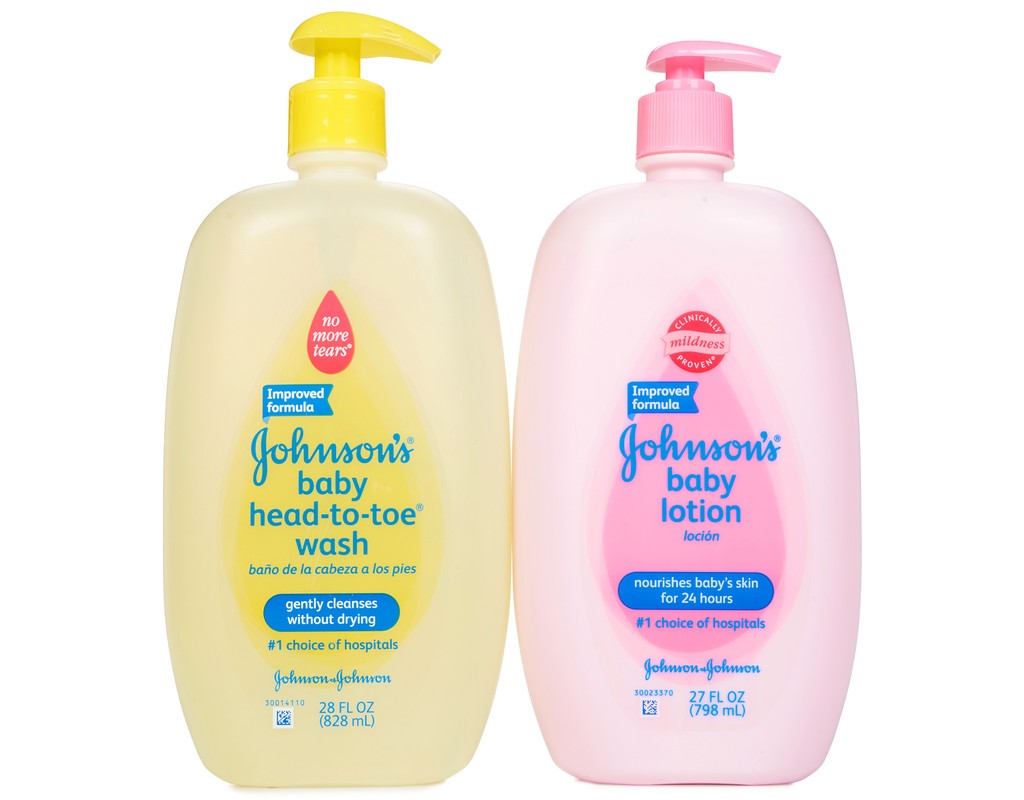 no
more
tears®
Improved
formula
Johnson's®
baby
head-to-toe®
wash
baño de la cabeza a los pies
gently cleanses
without drying
#1 choice of hospitals
Johnson & Johnson
30014110
28 FL OZ
(828 mL)
CLINICALLY
mildness
PROVEN®
Improved
formula
Johnson's®
baby
lotion
loción
nourishes baby's skin
for 24 hours
#1 choice of hospitals
Johnson & Johnson
30023370
27 FL OZ
(798 mL)